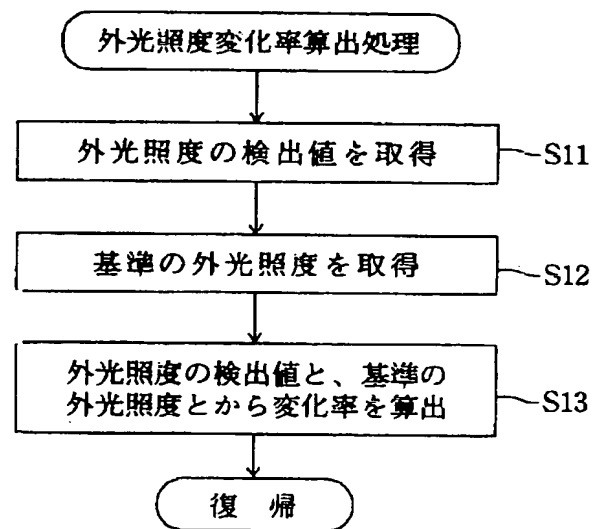 外光照度変化率算出処理
外光照度の検出値を取得
S11
基準の外光照度を取得
S12
外光照度の検出値と、基準の
外光照度とから変化率を算出
S13
復 帰